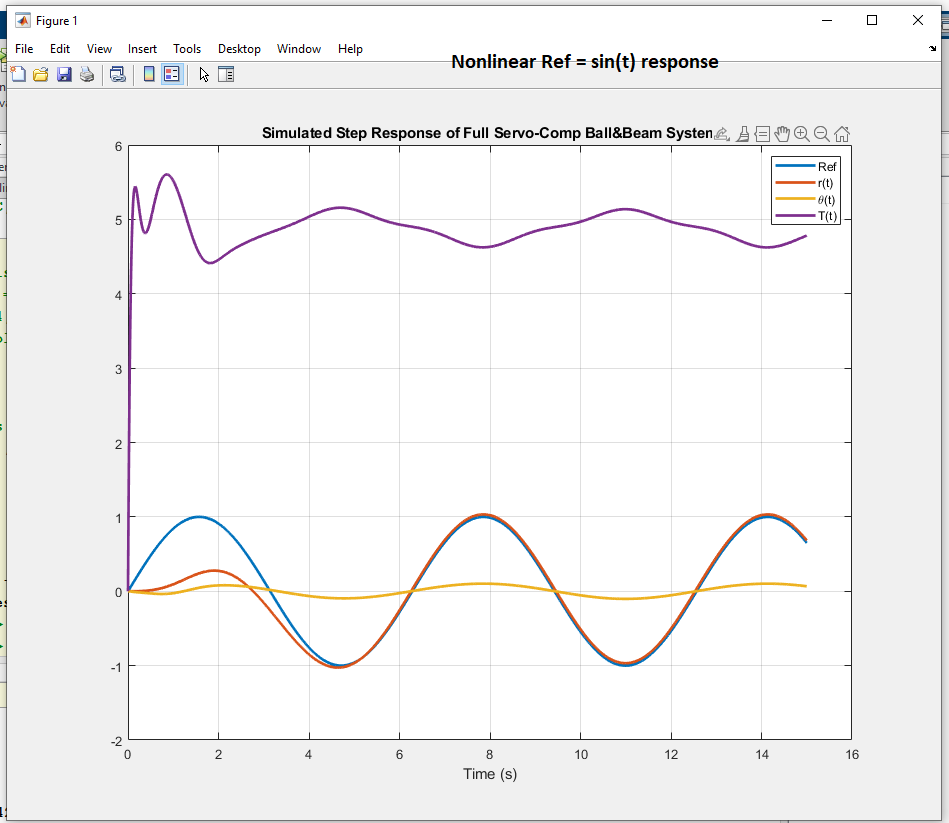 Figure 1
File Edit View Insert Tools Desktop Window Help
Nonlinear Ref = sin(t) response
Simulated Step Response of Full Servo-Comp Ball&Beam System
Ref
r(t)
θ(t)
T(t)
6
5
4
3
2
1
0
-1
-2
0 2 4 6 8 10 12 14 16
Time (s)